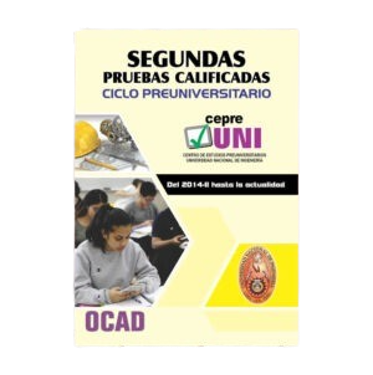 SEGUNDAS
PRUEBAS CALIFICADAS
CICLO PREUNIVERSITARIO
cepre
UNI
CENTRO DE ESTUDIOS PREUNIVERSITARIOS
UNIVERSIDAD NACIONAL DE INGENIERÍA
Del 2014-II hasta la actualidad
OCAD